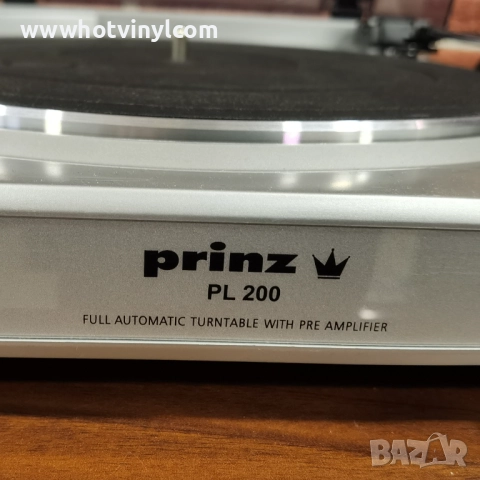 www.hotvinyl.com
prinz
PL 200
FULL AUTOMATIC TURNTABLE WITH PRE AMPLIFIER
BAZAR